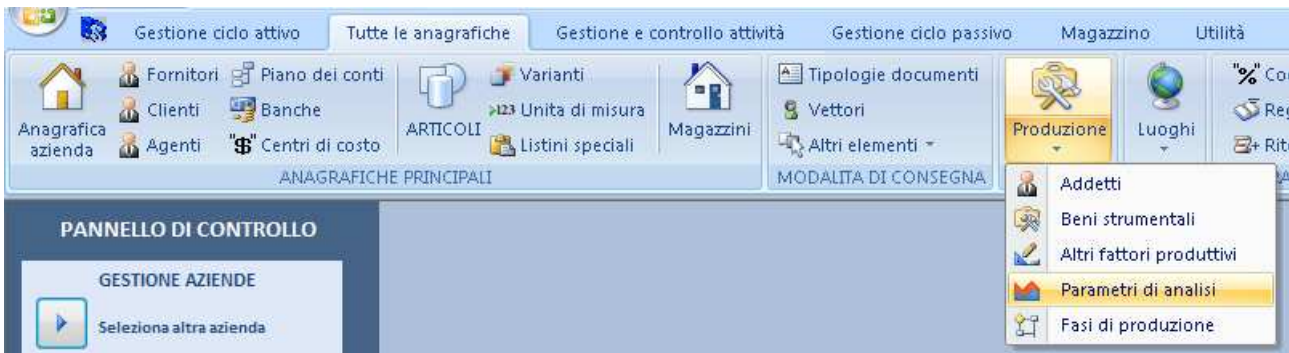 Gestione ciclo attivo Tutte le anagrafiche Gestione e controllo attività Gestione ciclo passivo Magazzino Utilità
Fornitori Piano dei conti Varianti Tipologie documenti "%"
Clienti Banche 123 Unita di misura Vettori
Anagrafica azienda Agenti "$" Centri di costo ARTICOLI Listini speciali Magazzini Altri elementi Produzione Luoghi
ANAGRAFICHE PRINCIPALI MODALITA DI CONSEGNA
Addetti
Beni strumentali
Altri fattori produttivi
Parametri di analisi
Fasi di produzione
PANNELLO DI CONTROLLO
GESTIONE AZIENDE
Seleziona altra azienda